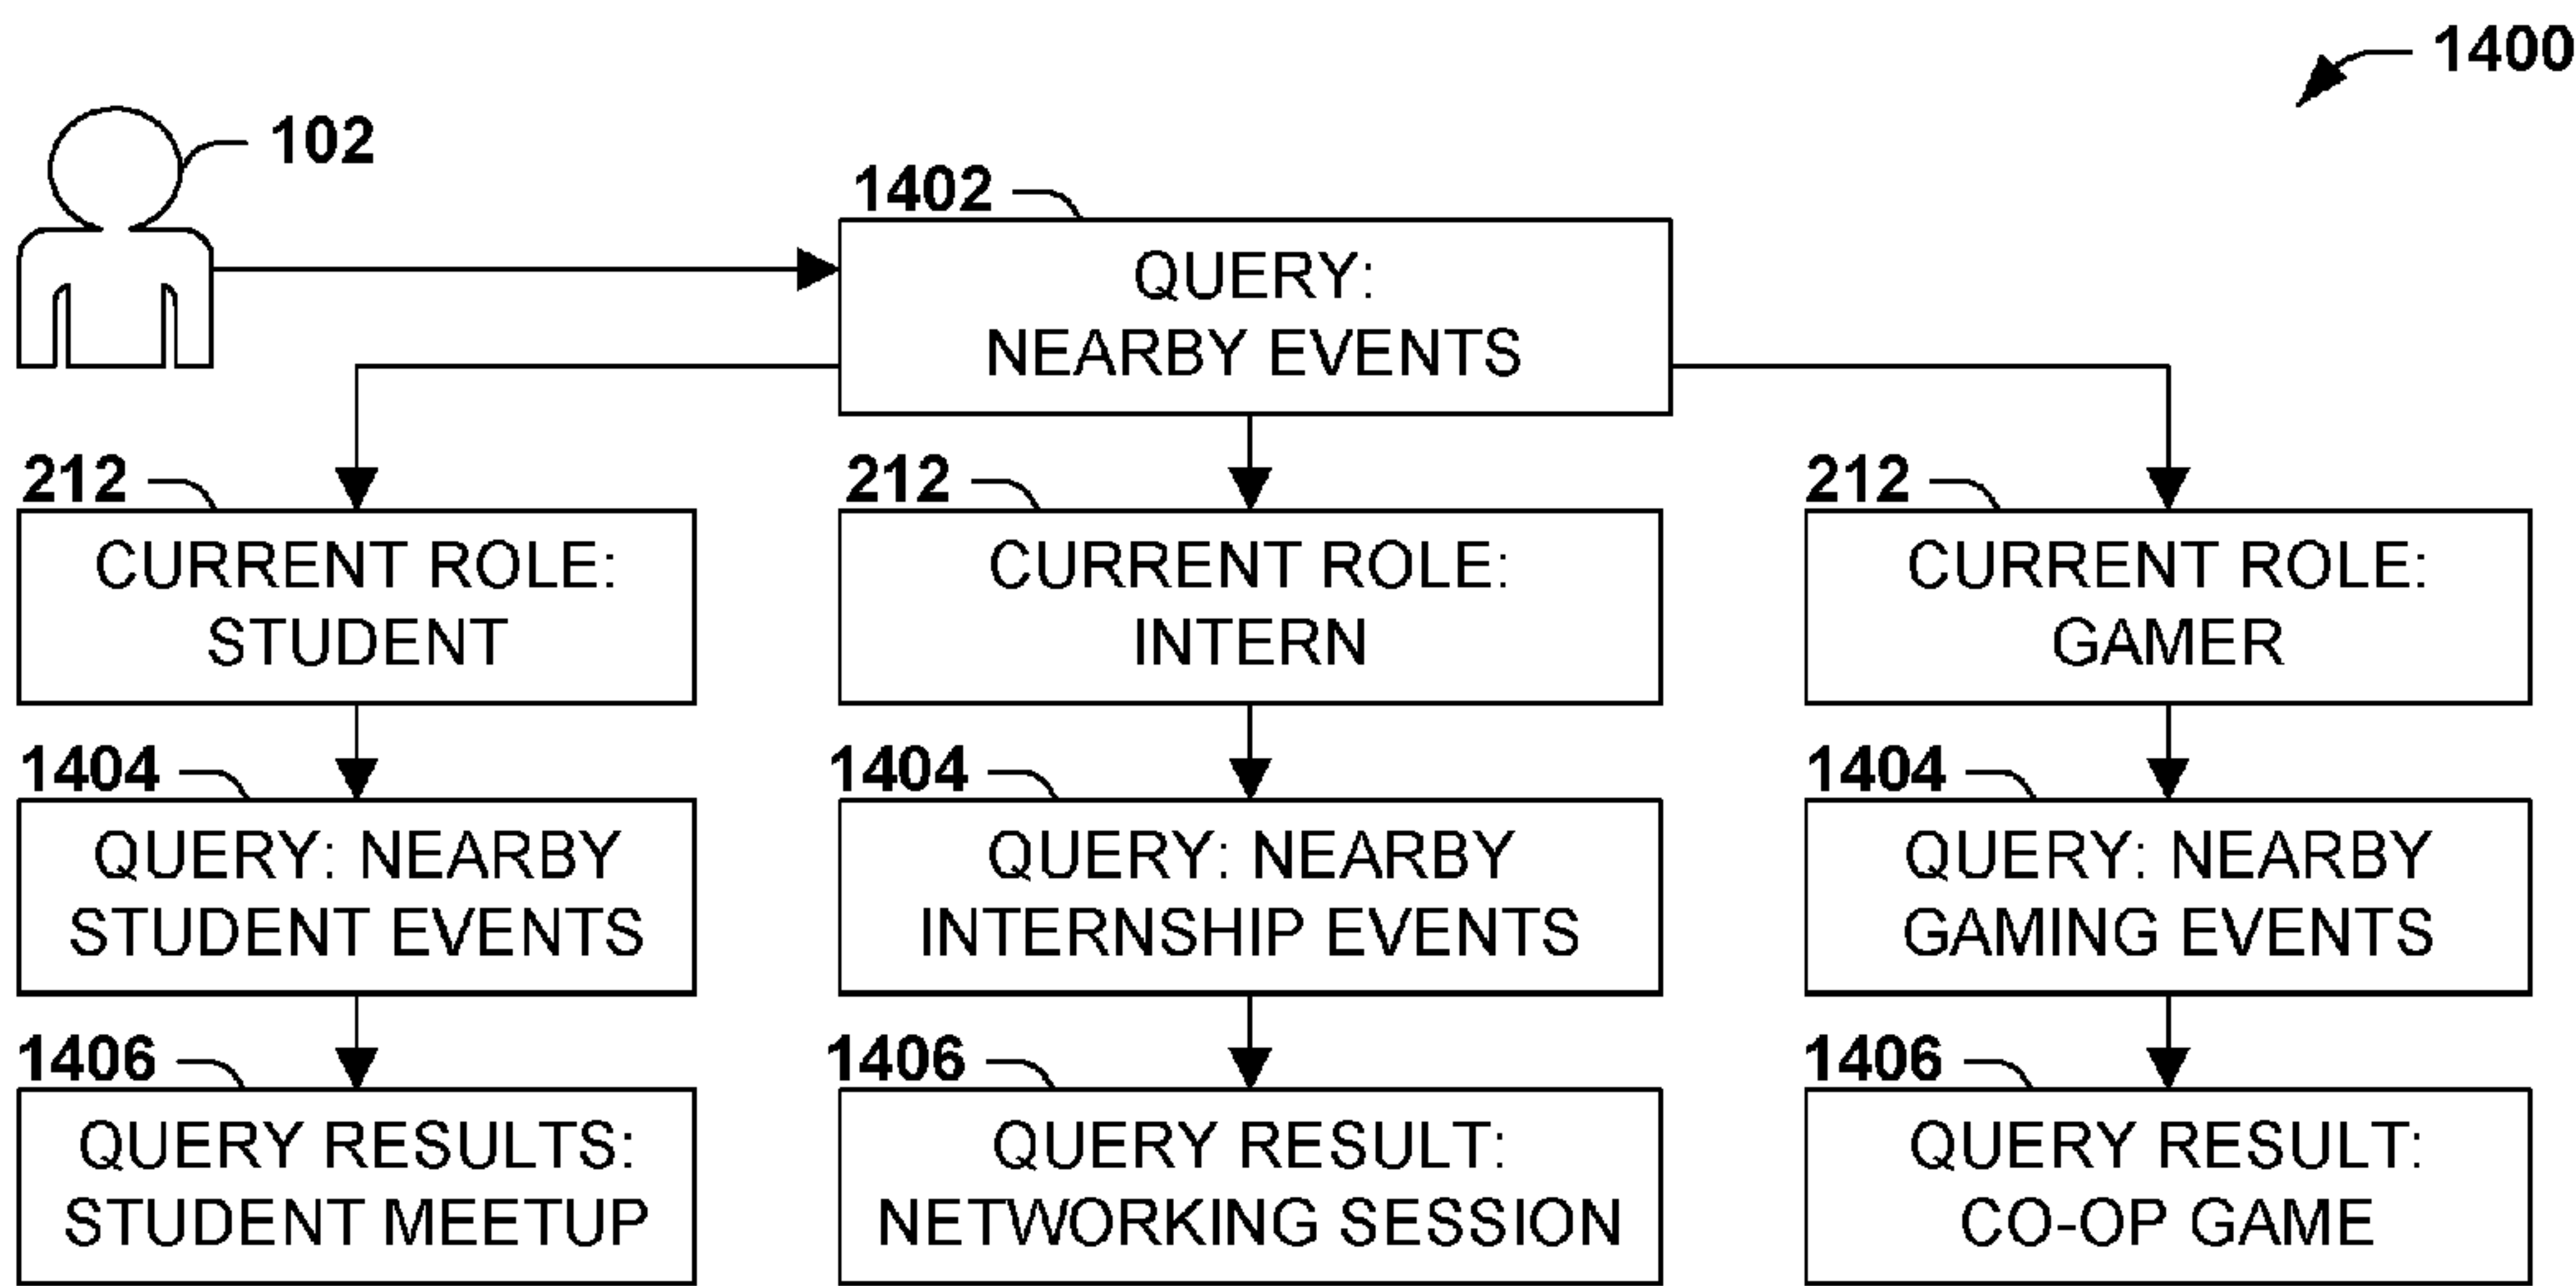 1400
102
1402
QUERY:
NEARBY EVENTS
212
CURRENT ROLE:
STUDENT
212
CURRENT ROLE:
INTERN
212
CURRENT ROLE:
GAMER
1404
QUERY: NEARBY
STUDENT EVENTS
1404
QUERY: NEARBY
INTERNSHIP EVENTS
1404
QUERY: NEARBY
GAMING EVENTS
1406
QUERY RESULTS:
STUDENT MEETUP
1406
QUERY RESULT:
NETWORKING SESSION
1406
QUERY RESULT:
CO-OP GAME